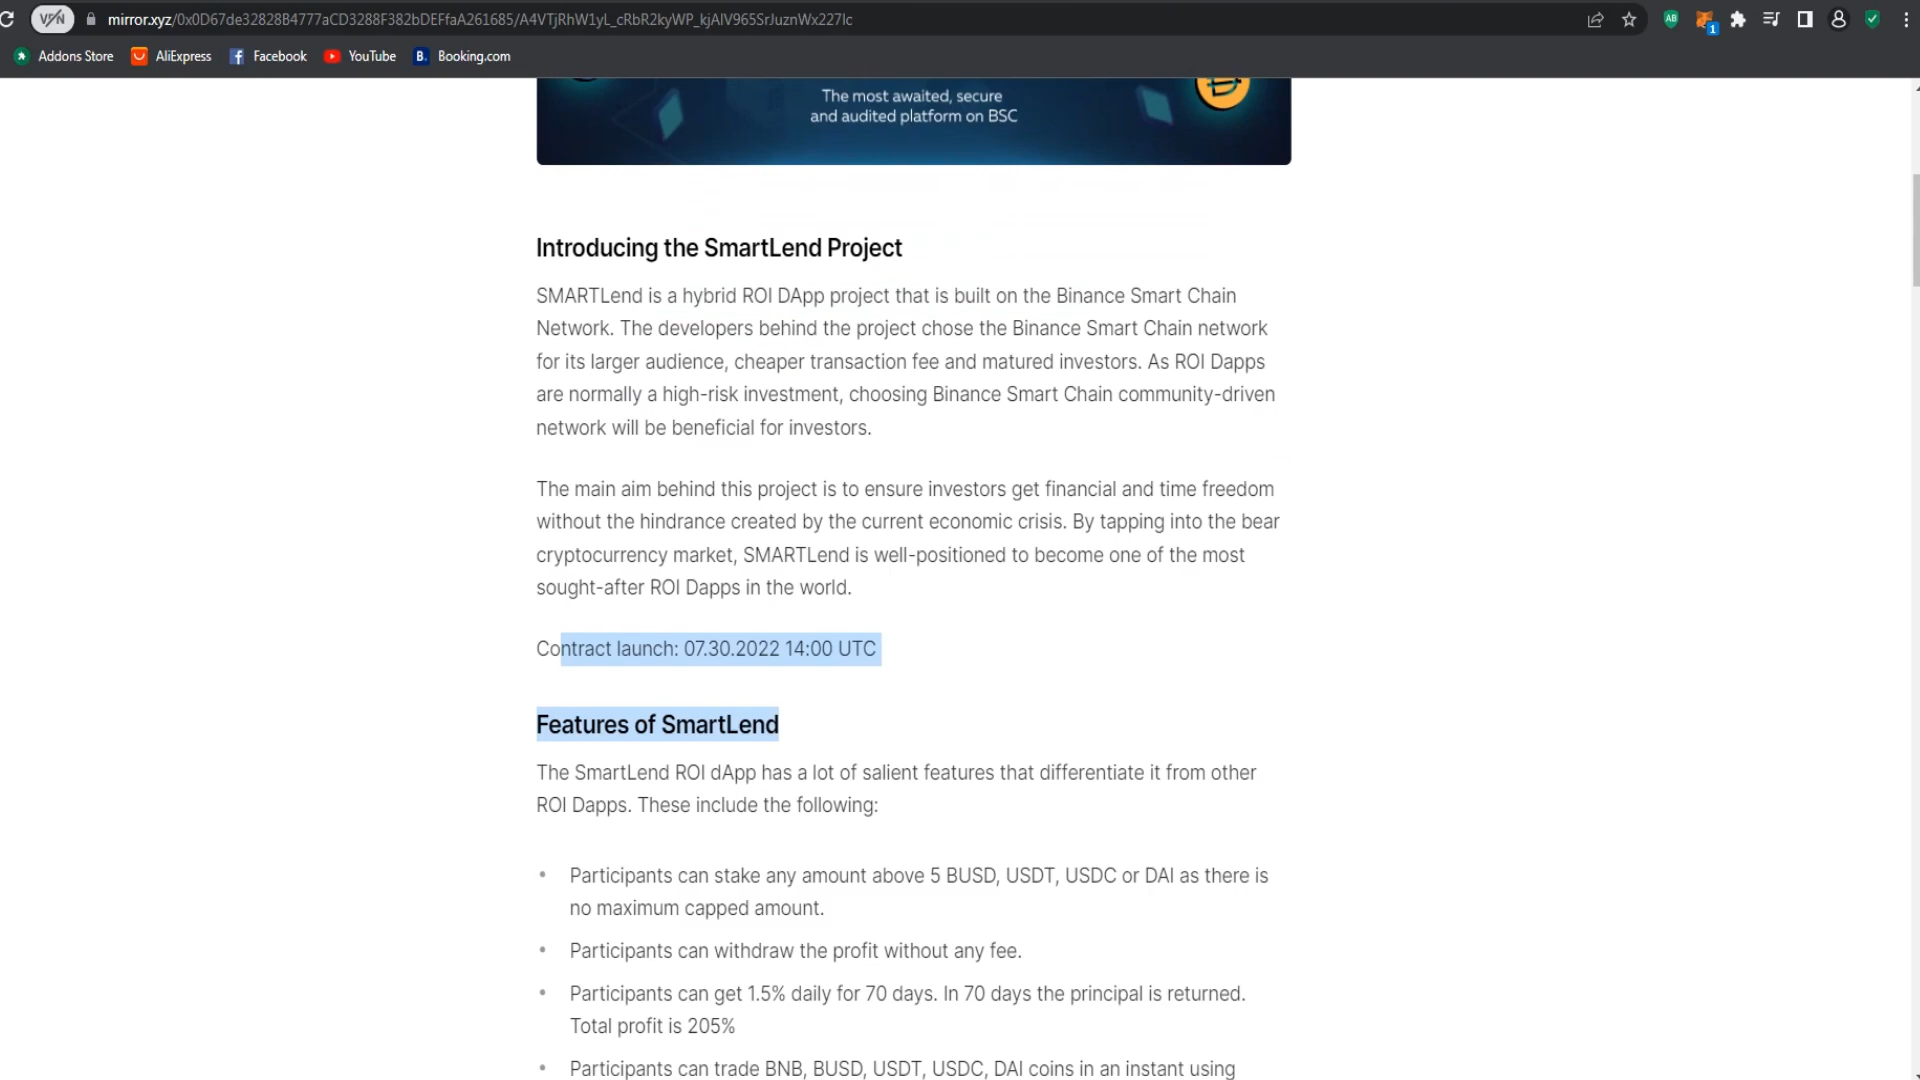 VPN
mirror.xyz/0x0D67de32828B4777aCD3288F382bDEFfaA261685/A4VTjRhW1yL_cRbR2kyWP_kjAlV965SrJuznWx227lc
AB
1
Addons Store
AliExpress
Facebook
YouTube
B. Booking.com
The most awaited, secure
and audited platform on BSC
Introducing the SmartLend Project
SMARTLend is a hybrid ROI DApp project that is built on the Binance Smart Chain
Network. The developers behind the project chose the Binance Smart Chain network
for its larger audience, cheaper transaction fee and matured investors. As ROI Dapps
are normally a high-risk investment, choosing Binance Smart Chain community-driven
network will be beneficial for investors.
The main aim behind this project is to ensure investors get financial and time freedom
without the hindrance created by the current economic crisis. By tapping into the bear
cryptocurrency market, SMARTLend is well-positioned to become one of the most
sought-after ROI Dapps in the world.
Contract launch: 07.30.2022 14:00 UTC
Features of SmartLend
The SmartLend ROI dApp has a lot of salient features that differentiate it from other
ROI Dapps. These include the following:
• Participants can stake any amount above 5 BUSD, USDT, USDC or DAI as there is
no maximum capped amount.
• Participants can withdraw the profit without any fee.
• Participants can get 1.5% daily for 70 days. In 70 days the principal is returned.
Total profit is 205%
• Participants can trade BNB, BUSD, USDT, USDC, DAI coins in an instant using